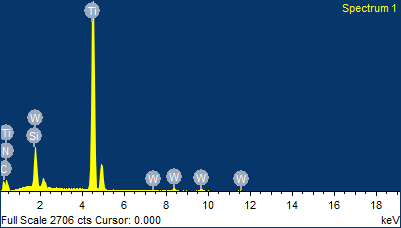 Spectrum 1
Ti
W
Ti Si
N
C
W W W W
2 4 6 8 10 12 14 16 18
Full Scale 2706 cts Cursor: 0.000 keV